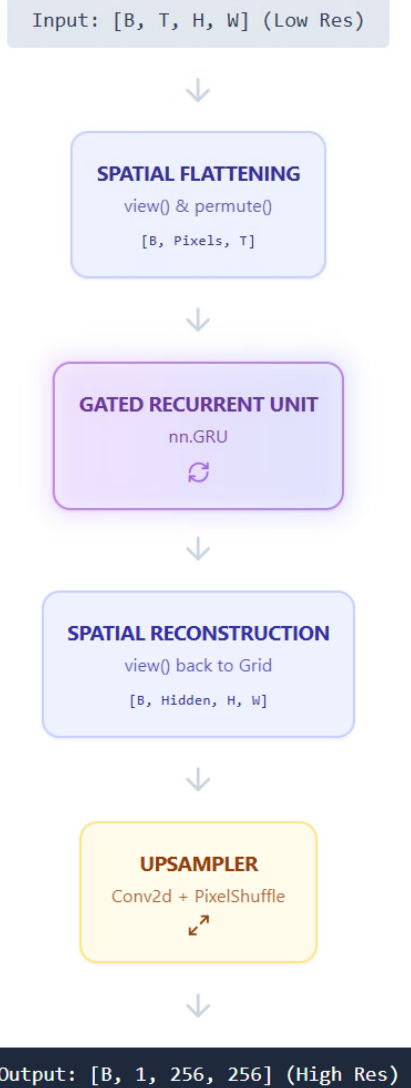 Input: [B, T, H, W] (Low Res)
SPATIAL FLATTENING
view() & permute()
[B, Pixels, T]
GATED RECURRENT UNIT
nn.GRU
SPATIAL RECONSTRUCTION
view() back to Grid
[B, Hidden, H, W]
UPSAMPLER
Conv2d + PixelShuffle
Output: [B, 1, 256, 256] (High Res)